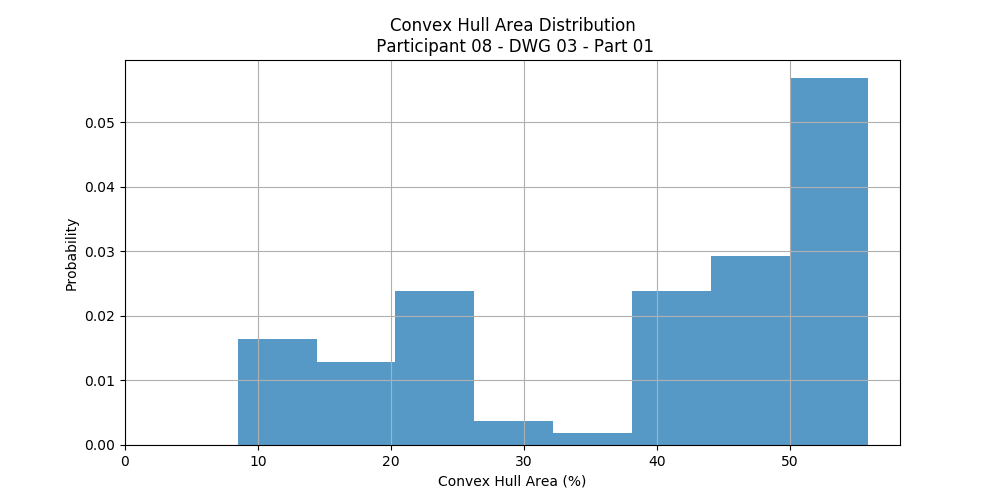 Convex Hull Area Distribution
Participant 08 - DWG 03 - Part 01
Probability
0.05
0.04
0.03
0.02
0.01
0.00
0 10 20 30 40 50
Convex Hull Area (%)